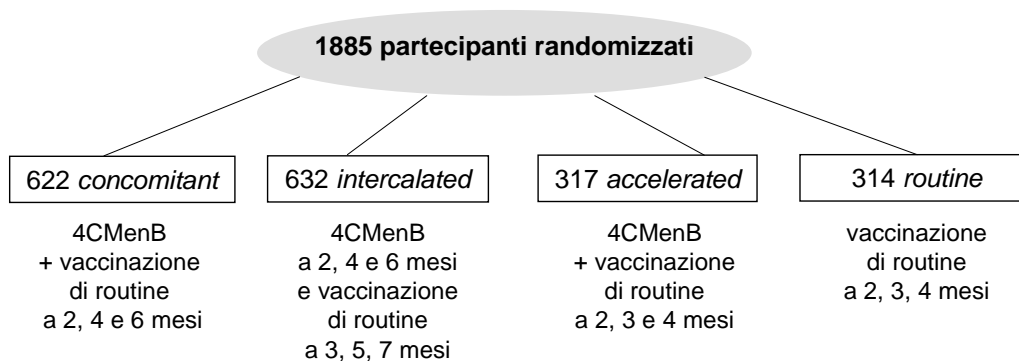 1885 partecipanti randomizzati
622 concomitant
4CMenB
+ vaccinazione
di routine
a 2, 4 e 6 mesi
632 intercalated
4CMenB
a 2, 4 e 6 mesi
e vaccinazione
di routine
a 3, 5, 7 mesi
317 accelerated
4CMenB
+ vaccinazione
di routine
a 2, 3 e 4 mesi
314 routine
vaccinazione
di routine
a 2, 3, 4 mesi